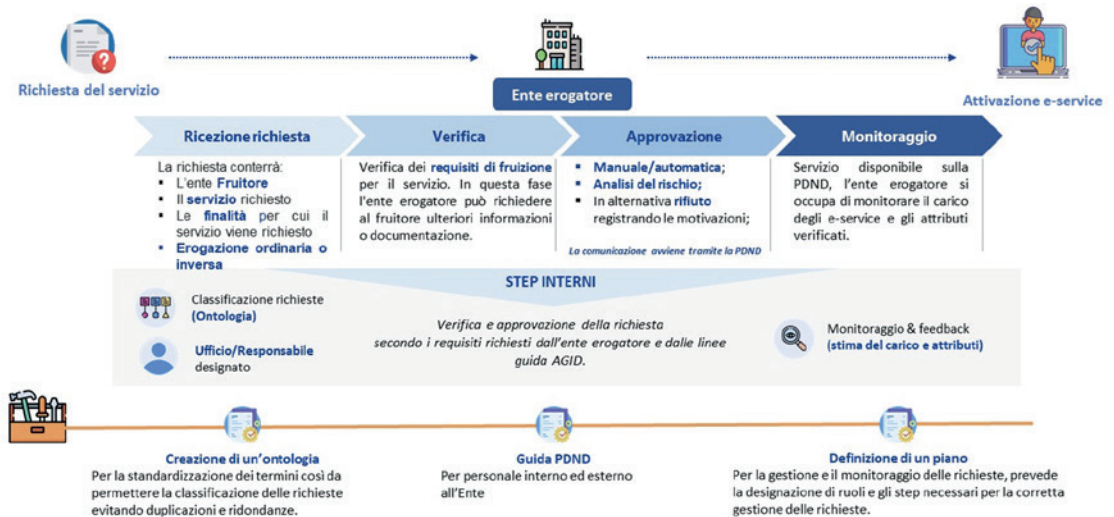 Richiesta del servizio
Ente erogatore
Attivazione e-service
Ricezione richiesta
La richiesta conterrà:
▪ L'ente Fruitore
▪ Il servizio richiesto
▪ Le finalità per cui il
servizio viene richiesto
▪ Erogazione ordinaria o
inversa
Verifica
Verifica dei requisiti di fruizione
per il servizio. In questa fase
l'ente erogatore può richiedere
al fruitore ulteriori informazioni
o documentazione.
Approvazione
▪ Manuale/automatica;
▪ Analisi del rischio;
▪ In alternativa rifiuto
registrando le motivazioni;
La comunicazione avviene tramite la PDND
Monitoraggio
Servizio disponibile sulla
PDND, l'ente erogatore si
occupa di monitorare il carico
degli e-service e gli attributi
verificati.
STEP INTERNI
Classificazione richieste
(Ontologia)
Ufficio/Responsabile
designato
Verifica e approvazione della richiesta
secondo i requisiti richiesti dall'ente erogatore e dalle linee
guida AGID.
Monitoraggio & feedback
(stima del carico e attributi)
Creazione di un'ontologia
Per la standardizzazione dei termini così da
permettere la classificazione delle richieste
evitando duplicazioni e ridondanze.
Guida PDND
Per personale interno ed esterno
all'Ente
Definizione di un piano
Per la gestione e il monitoraggio delle richieste, prevede
la designazione di ruoli e gli step necessari per la corretta
gestione delle richieste.